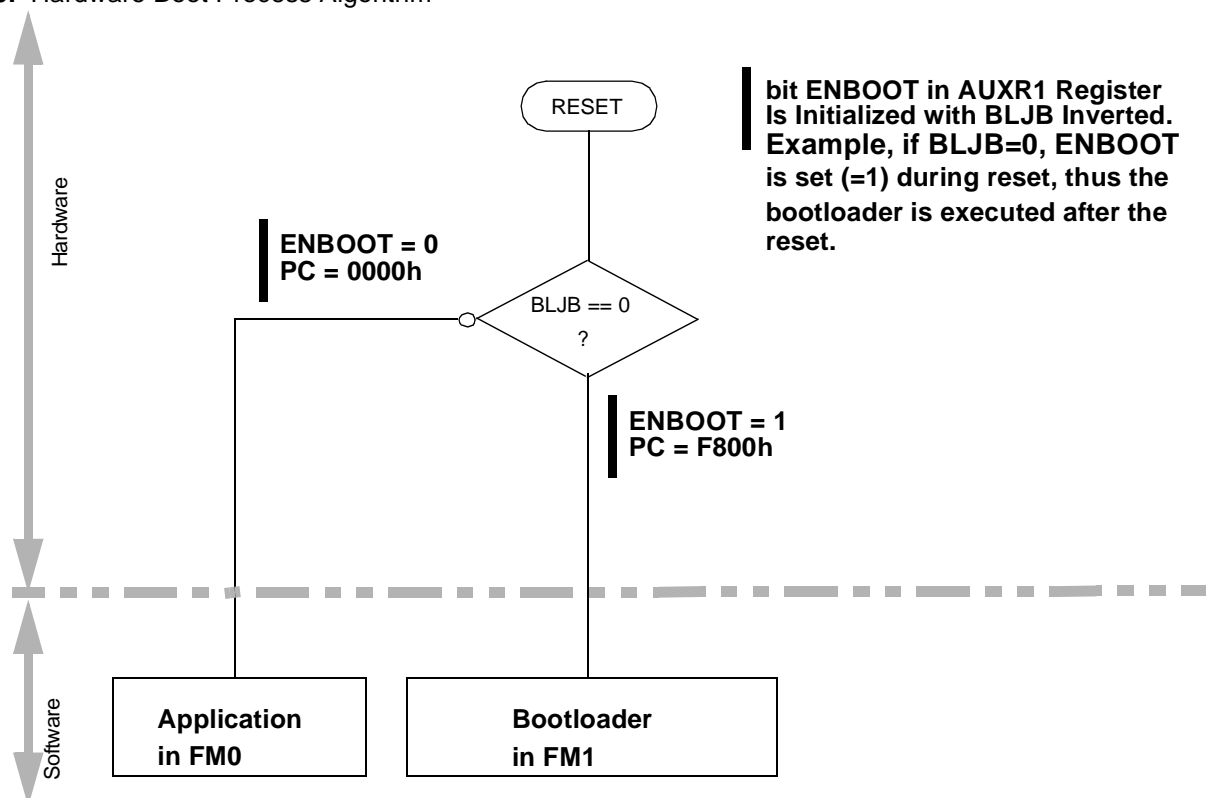 Hardware Boot Process Algorithm
RESET
bit ENBOOT in AUXR1 Register
Is Initialized with BLJB Inverted.
Example, if BLJB=0, ENBOOT
is set (=1) during reset, thus the
bootloader is executed after the
reset.
Hardware
ENBOOT = 0
PC = 0000h
BLJB == 0
?
ENBOOT = 1
PC = F800h
Software
Application
in FM0
Bootloader
in FM1